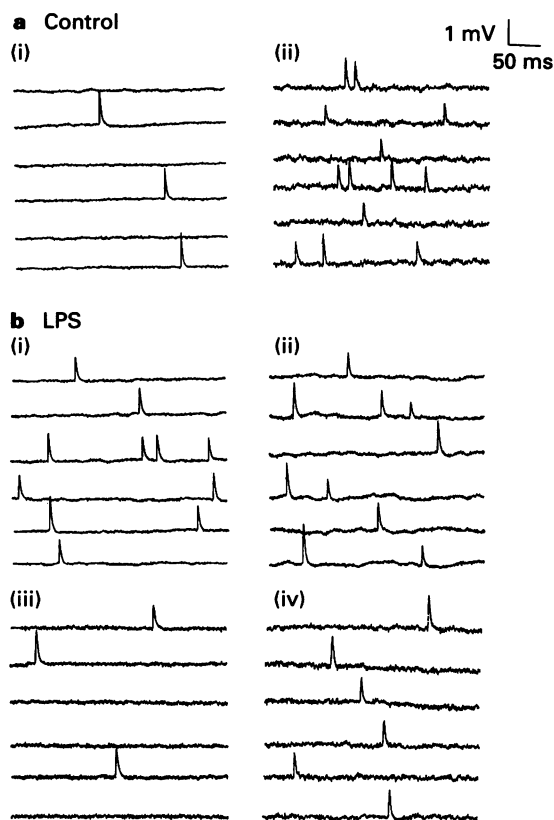 a Control
1 mV
50 ms
(i)
(ii)
b LPS
(i)
(ii)
(iii)
(iv)